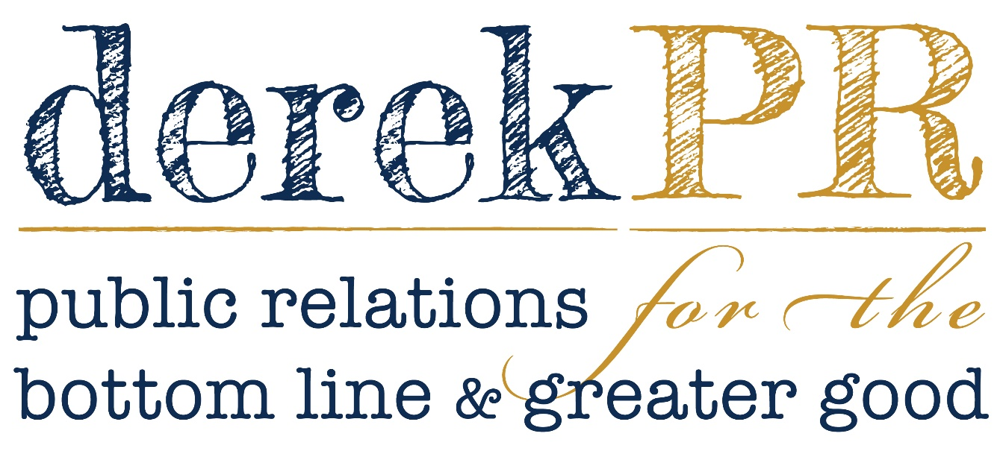 derekPR
public relations for the
bottom line & greater good